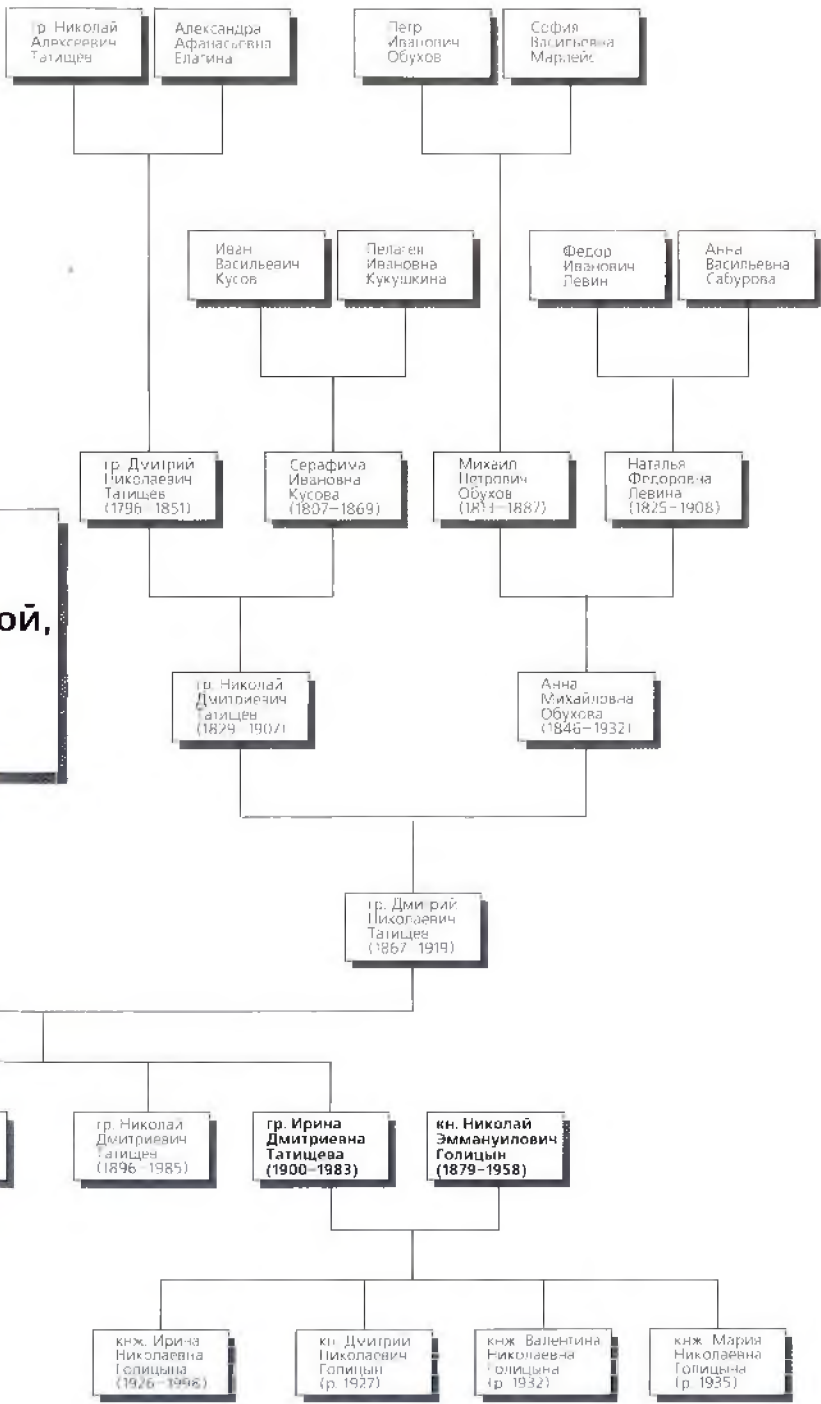 гр. Николай
Алексеевич
Татищев
Александра
Афанасьевна
Елагина
Петр
Иванович
Обухов
София
Васильевна
Марлейс
Иван
Васильевич
Кусов
Пелагея
Ивановна
Кукушкина
Федор
Иванович
Левин
Анна
Васильевна
Сабурова
гр. Дмитрий
Николаевич
Татищев
(1796–1851)
Серафима
Ивановна
Кусова
(1807–1869)
Михаил
Петрович
Обухов
Наталья
Федоровна
Левина
(1825–1908)
ой,
гр. Николай
Дмитриевич
Татищев
(1829–1907)
Анна
Михайловна
Обухова
(1846–1932)
гр. Дмитрий
Николаевич
Татищев
(1867–1919)
гр. Николай
Дмитриевич
Татищев
(1896–1985)
гр. Ирина
Дмитриевна
Татищева
(1900–1983)
кн. Николай
Эммануилович
Голицын
(1879–1958)
кнж. Ирина
Николаевна
Голицына
(1926–1998)
кн. Дмитрий
Николаевич
Голицын
(р. 1927)
кнж. Валентина
Николаевна
Голицына
(р. 1932)
кнж. Мария
Николаевна
Голицына
(р. 1935)